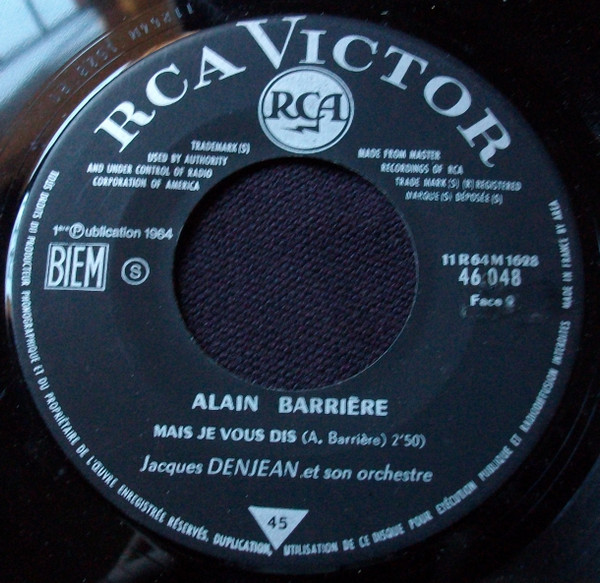 RCA VICTOR
RCA
TRADEMARK(S)
USED BY AUTHORITY
AND UNDER CONTROL OF RADIO
CORPORATION OF AMERICA
MADE FROM MASTER
RECORDINGS OF RCA
TRADE MARK(S) (R) REGISTERED
MARQUE(S) DÉPOSÉE(S)
1ère Ⓟublication 1964
BIEM
S
11 R 64 M 1628
46.048
Face 2
ALAIN BARRIÈRE
MAIS JE VOUS DIS (A. Barrière) 2'50)
Jacques DENJEAN et son orchestre
45
TOUS DROITS DU PRODUCTEUR PHONOGRAPHIQUE ET DU PROPRIÉTAIRE DE L'ŒUVRE ENREGISTRÉE RÉSERVÉS, DUPLICATION, UTILISATION DE CE DISQUE POUR EXÉCUTION PUBLIQUE ET RADIODIFFUSION INTERDITES
MADE IN FRANCE BY AREA